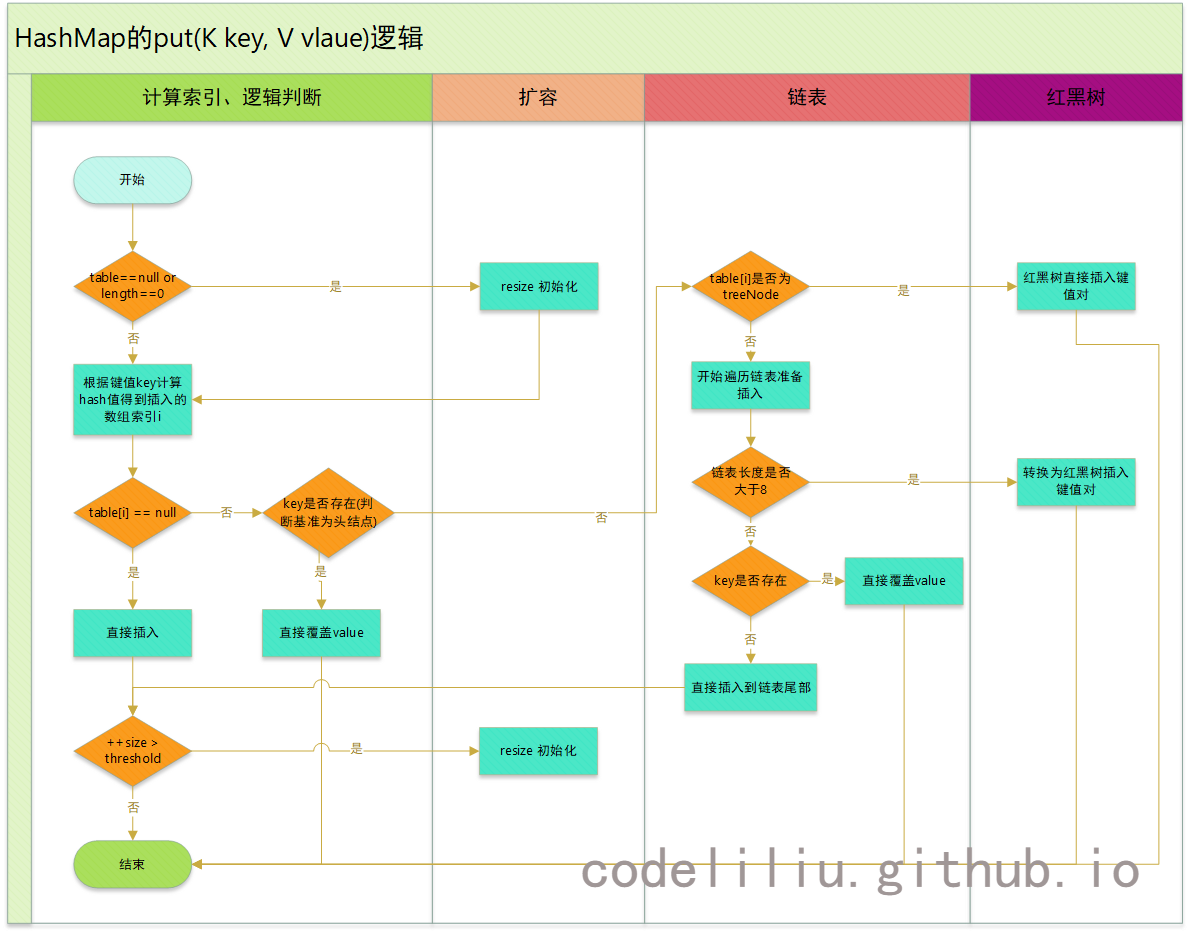 HashMap的put(K key, V vlaue)逻辑
计算索引、逻辑判断
扩容
链表
红黑树
开始
table==null or
length==0
是
resize 初始化
否
根据键值key计算
hash值得到插入的
数组索引i
table[i] == null
否
key是否存在(判
断基准为头结点)
否
是
直接插入
是
直接覆盖value
++size >
threshold
是
resize 初始化
否
结束
table[i]是否为
treeNode
是
红黑树直接插入键
值对
否
开始遍历链表准备
插入
链表长度是否
大于8
是
转换为红黑树插入
键值对
否
key是否存在
是
直接覆盖value
否
直接插入到链表尾部
codeliliu.github.io